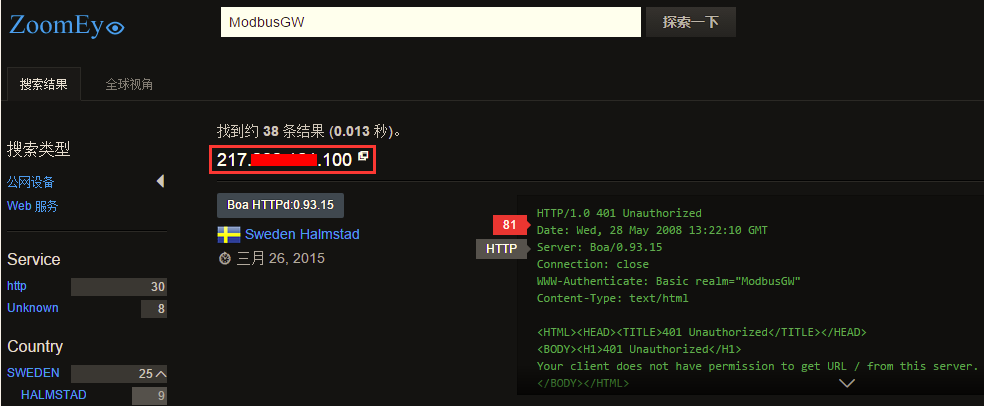 ZoomEy
ModbusGW
探索一下
搜索结果
全球视角
找到约 38 条结果 (0.013 秒)。
搜索类型
217. .100
公网设备
Web 服务
Boa HTTPd:0.93.15
Sweden Halmstad
三月 26, 2015
81
HTTP
HTTP/1.0 401 Unauthorized
Date: Wed, 28 May 2008 13:22:10 GMT
Server: Boa/0.93.15
Connection: close
WWW-Authenticate: Basic realm="ModbusGW"
Content-Type: text/html
<HTML><HEAD><TITLE>401 Unauthorized</TITLE></HEAD>
<BODY><H1>401 Unauthorized</H1>
Your client does not have permission to get URL / from this server.
</BODY></HTML>
Service
http 30
Unknown 8
Country
SWEDEN 25
HALMSTAD 9